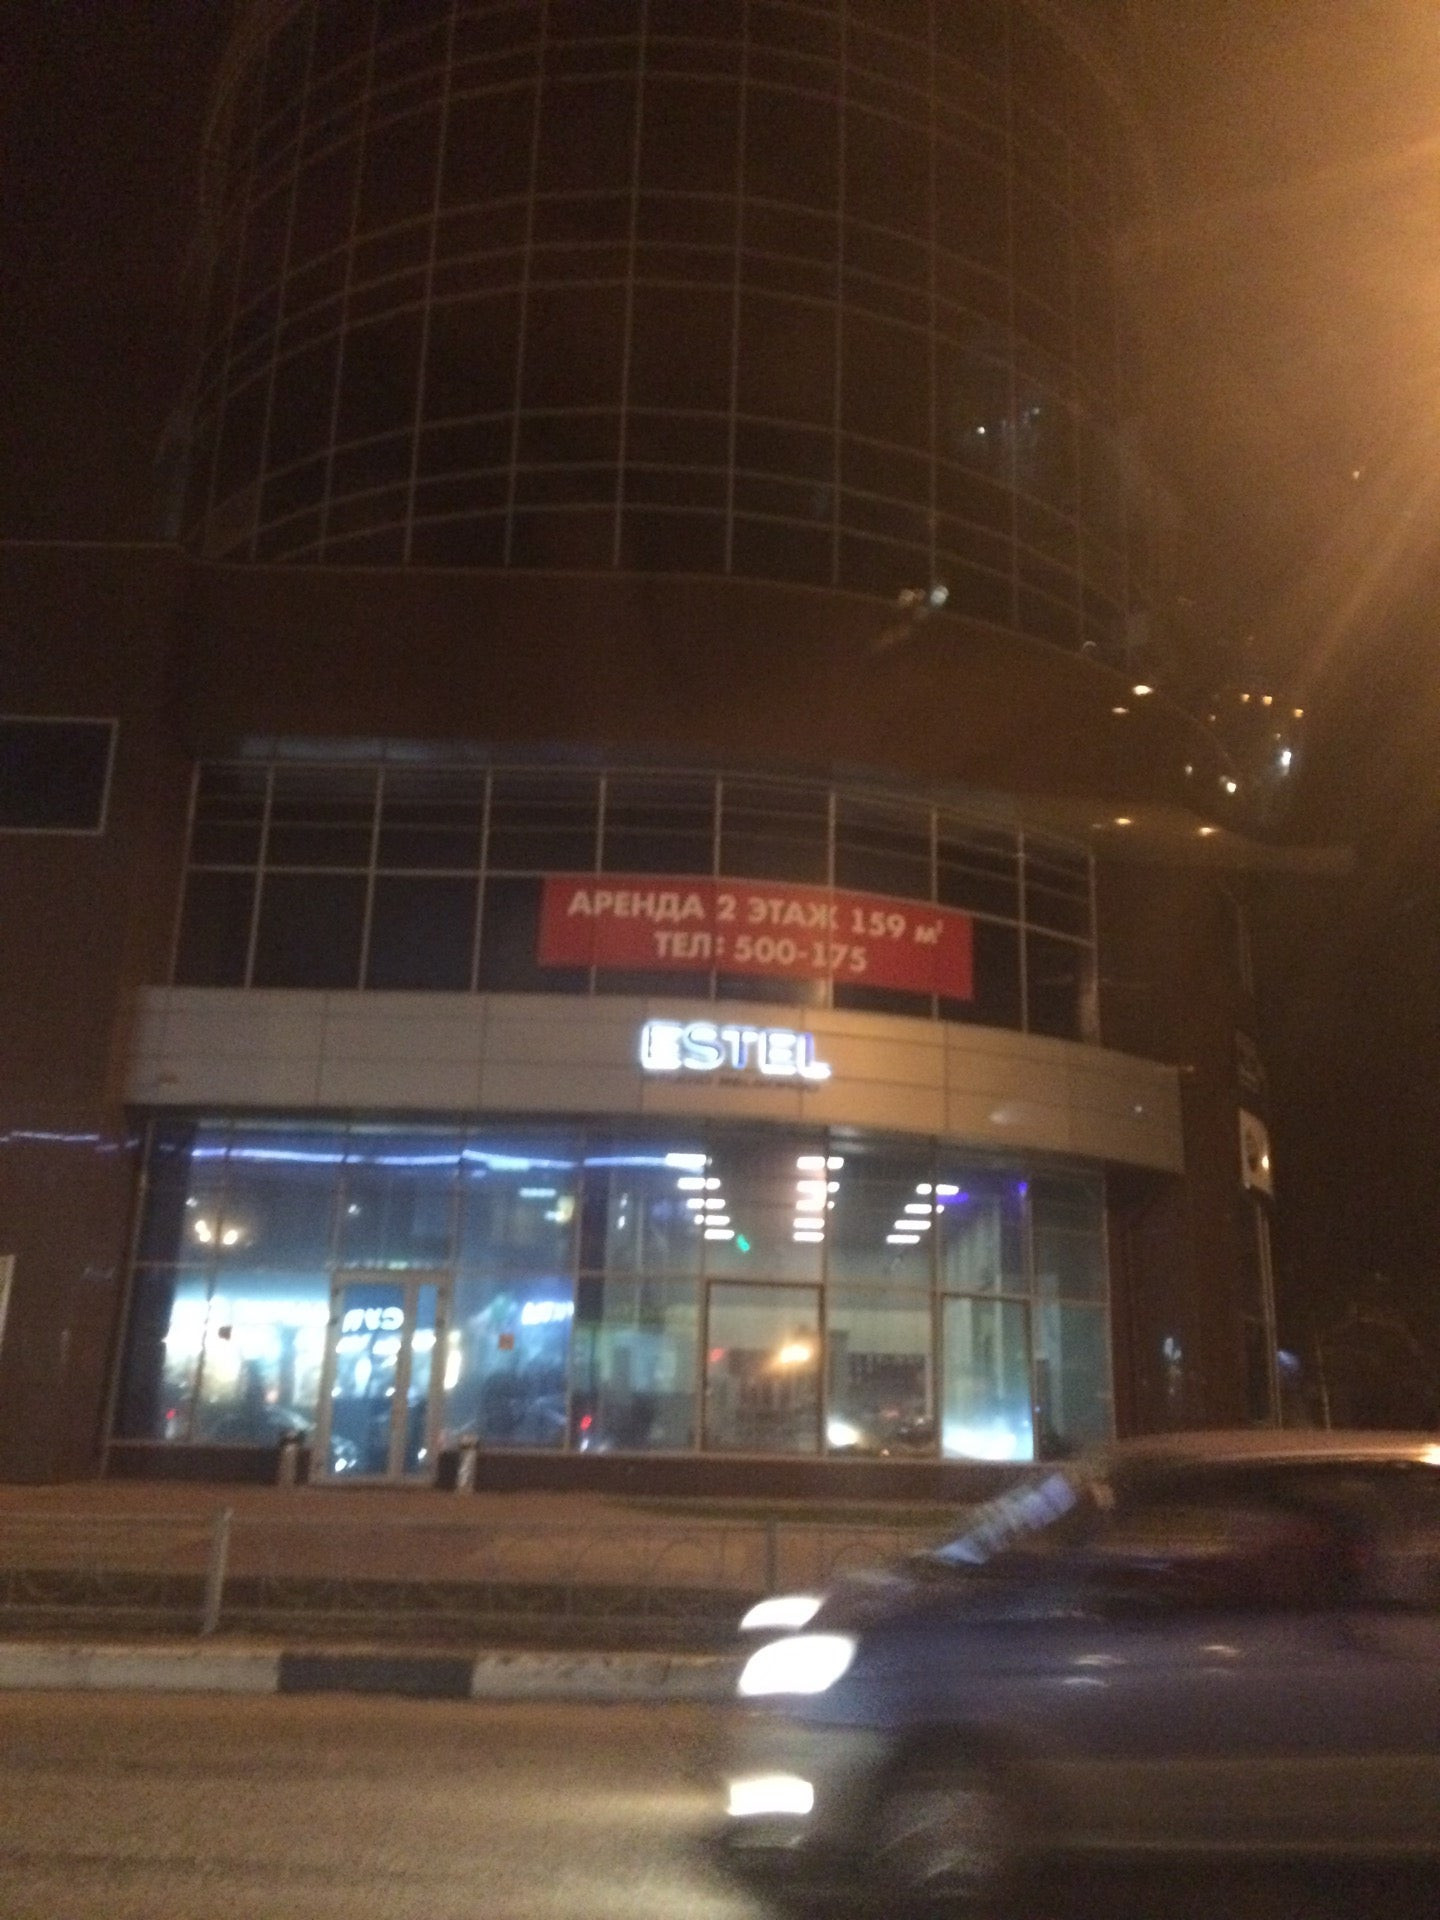 АРЕНДА 2 ЭТАЖ 159 м²
ТЕЛ: 500-175
ESTEL